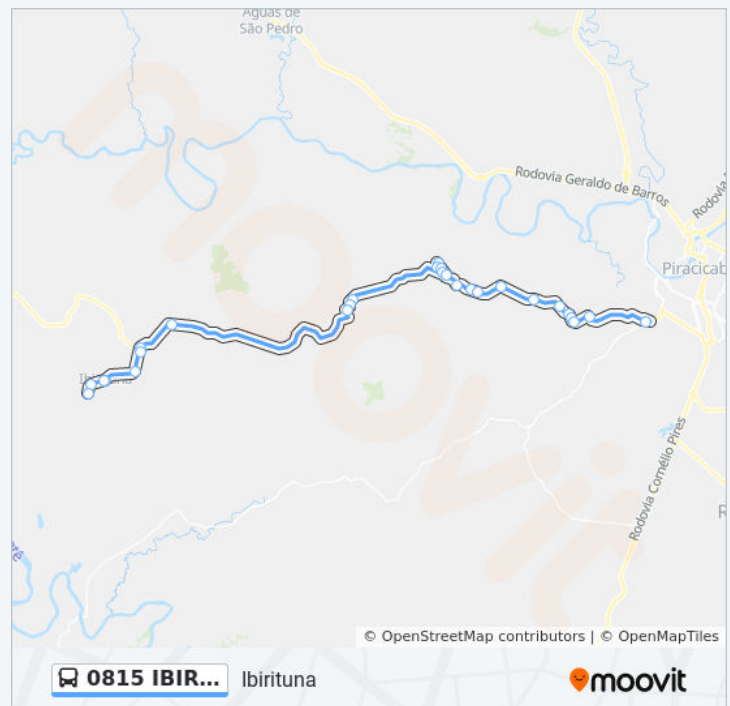 Águas de
São Pedro
Rodovia Geraldo de Barros
Piracicab
Rodovia Cornélio Pires
© OpenStreetMap contributors | © OpenMapTiles
0815 IBIR...
Ibirituna
moovit